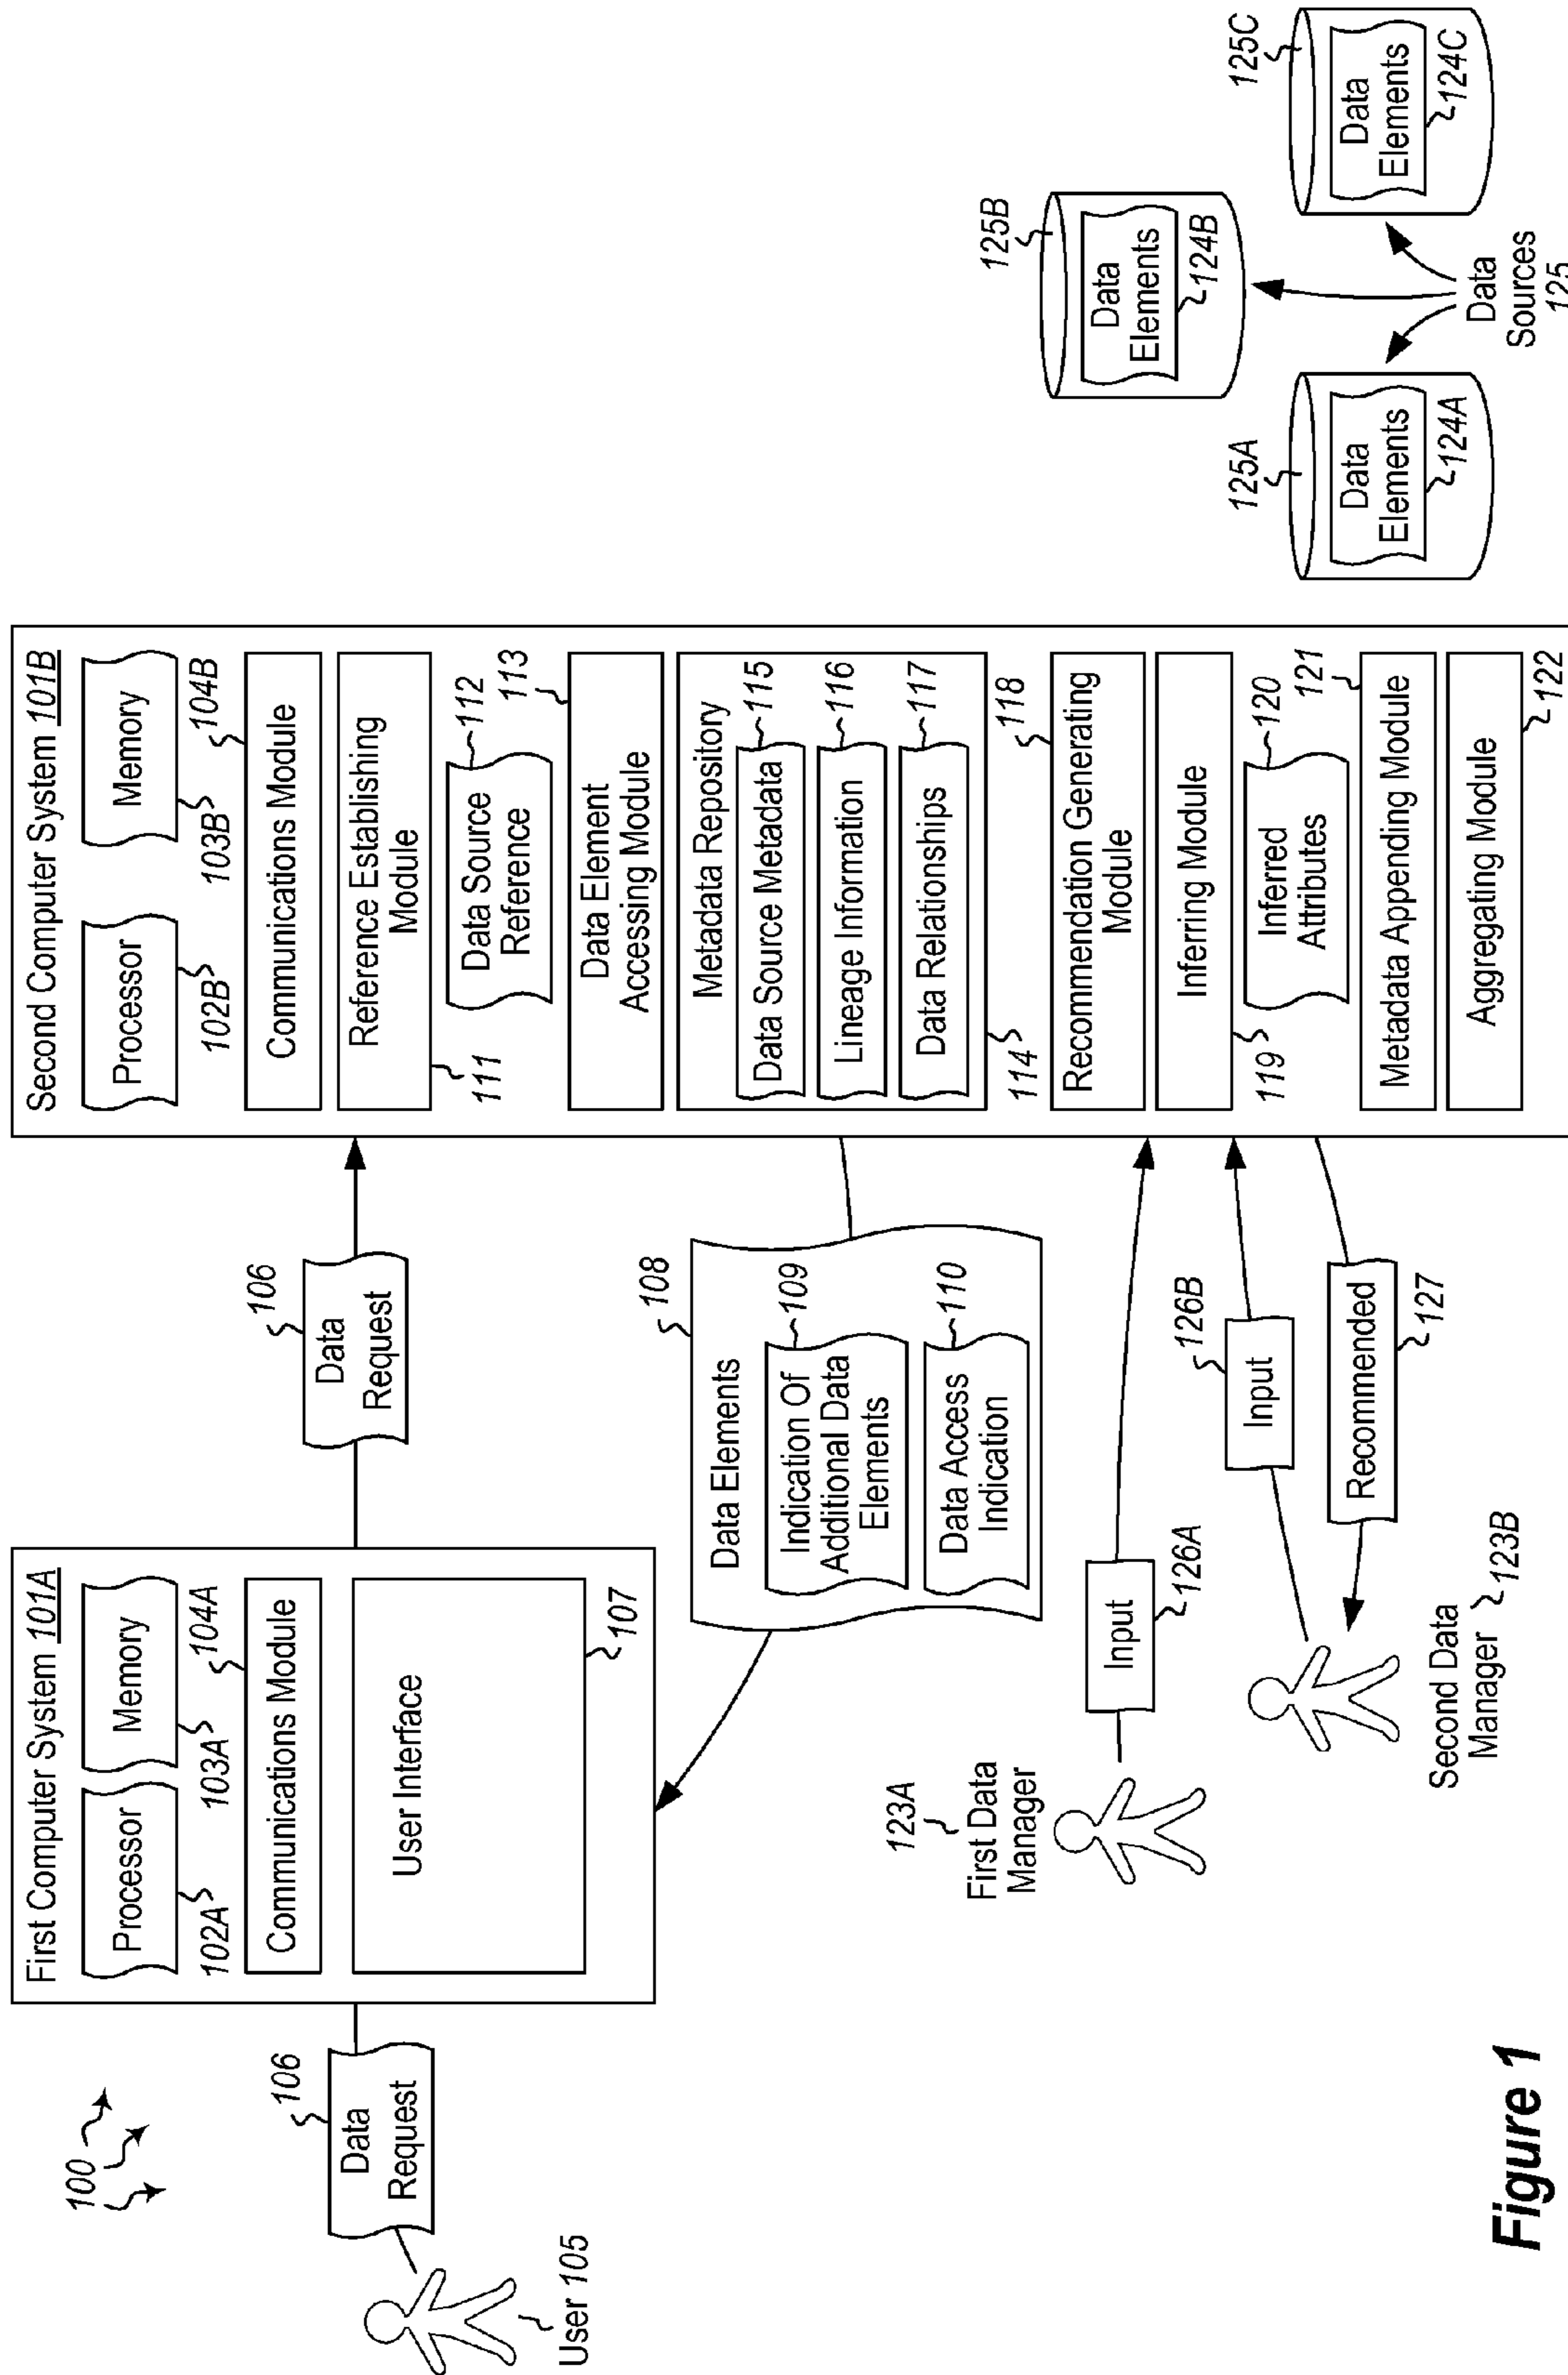 100
User 105
106
Data
Request
First Computer System 101A
Processor
102A
Memory
103A
104A
Communications Module
User Interface
107
106
Data
Request
108
Data Elements
Indication Of
Additional Data
Elements
109
Data Access
Indication
110
123A
First Data
Manager
Input
126A
Second Data
Manager
123B
Input
126B
Recommended
127
Second Computer System 101B
Processor
102B
Memory
103B
104B
Communications Module
Reference Establishing
Module
111
Data Source
Reference
112
113
Data Element
Accessing Module
Metadata Repository
Data Source Metadata
115
Lineage Information
116
Data Relationships
117
114
118
Recommendation Generating
Module
Inferring Module
119
Inferred
Attributes
120
121
Metadata Appending Module
Aggregating Module
122
125A
Data
Elements
124A
125B
Data
Elements
124B
125C
Data
Elements
124C
Data
Sources
125
Figure 1